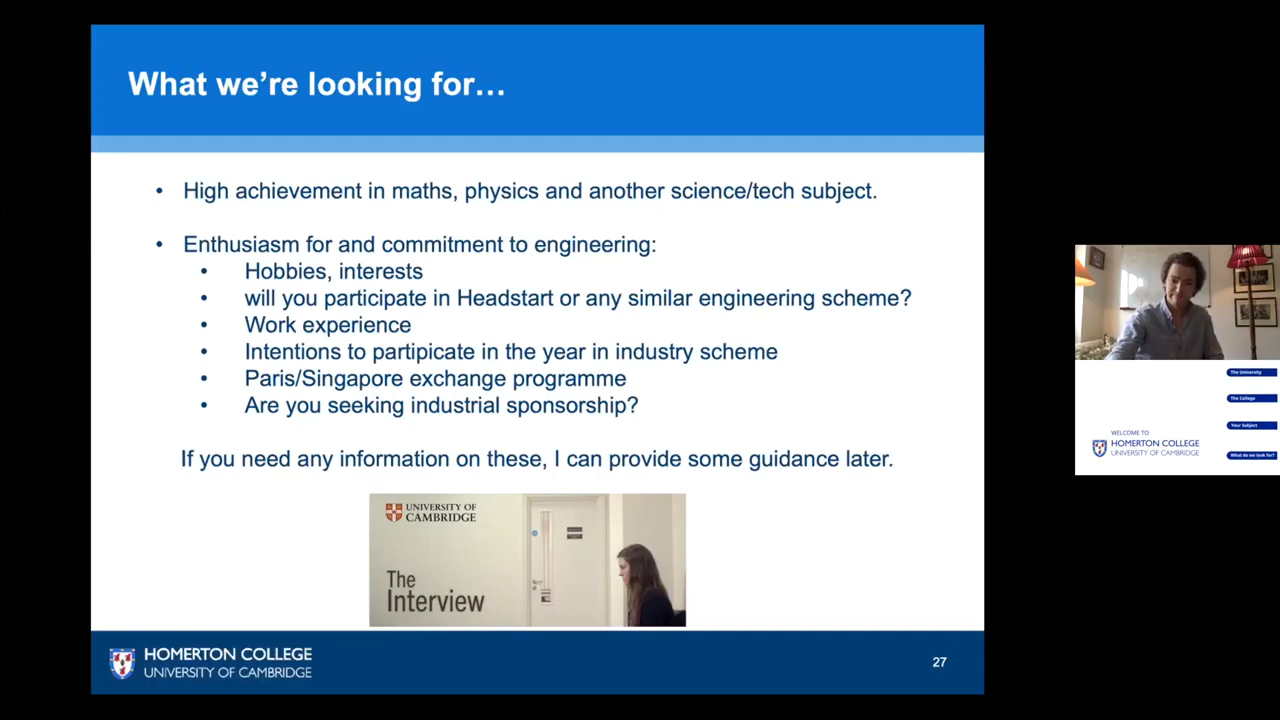 What we're looking for…
• High achievement in maths, physics and another science/tech subject.
• Enthusiasm for and commitment to engineering:
• Hobbies, interests
• will you participate in Headstart or any similar engineering scheme?
• Work experience
• Intentions to partipicate in the year in industry scheme
• Paris/Singapore exchange programme
• Are you seeking industrial sponsorship?
If you need any information on these, I can provide some guidance later.
UNIVERSITY OF
CAMBRIDGE
The
Interview
HOMERTON COLLEGE
UNIVERSITY OF CAMBRIDGE
27
The University
The College
Your Subject
What do we look for?
WELCOME TO
HOMERTON COLLEGE
UNIVERSITY OF CAMBRIDGE